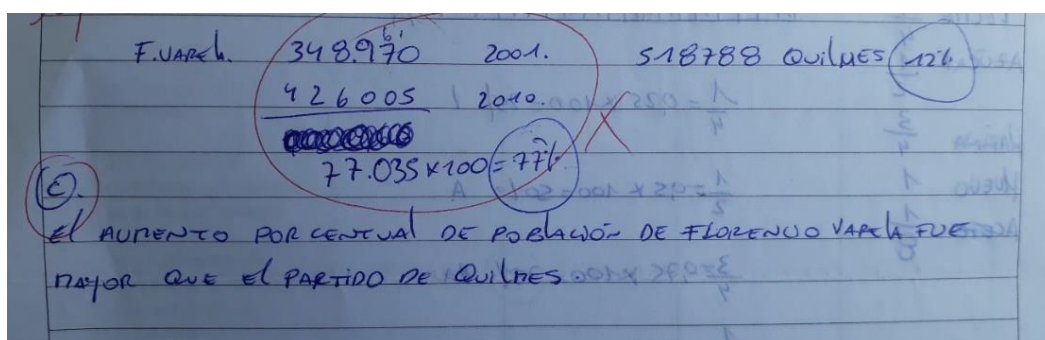 F. VARELA. 348.970 2001. 518788 QUILMES 12%
426005 2010.
77.035 x 100 = 77%
C).
El AUMENTO PORCENTUAL DE POBLACIÓN DE FLORENCIO VARELA FUE
MAYOR QUE El PARTIDO DE QUILMES.